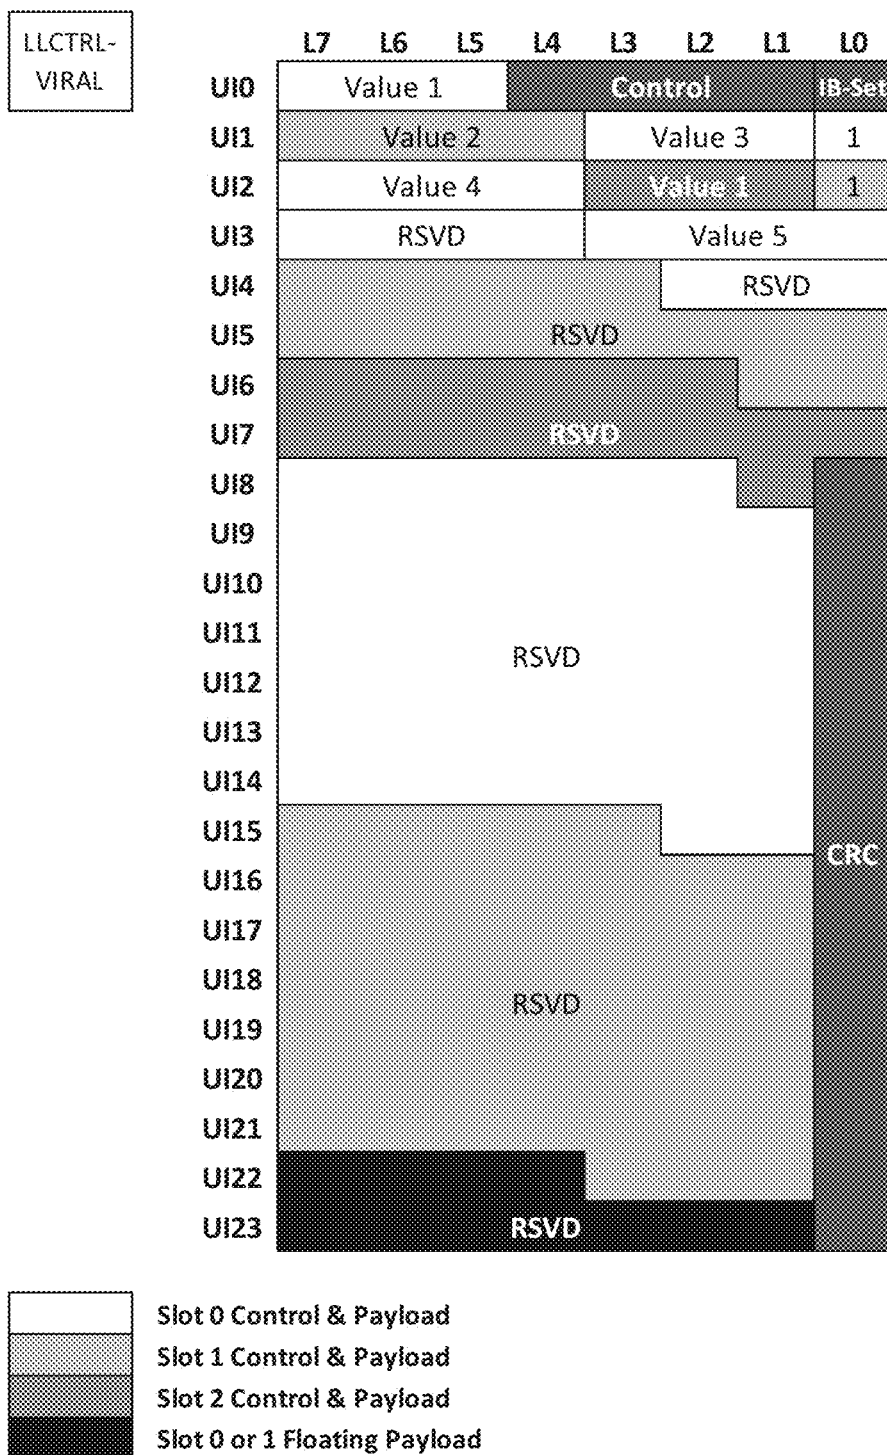 LLCTRL-
VIRAL
L7 L6 L5 L4 L3 L2 L1 L0
UI0 Value 1 Control IB-Set
UI1 Value 2 Value 3 1
UI2 Value 4 Value 1 1
UI3 RSVD Value 5
UI4 RSVD
UI5 RSVD
UI6
UI7 RSVD
UI8
UI9
UI10
UI11
RSVD
UI12
UI13
UI14
UI15
CRC
UI16
UI17
UI18
RSVD
UI19
UI20
UI21
UI22
UI23 RSVD
Slot 0 Control & Payload
Slot 1 Control & Payload
Slot 2 Control & Payload
Slot 0 or 1 Floating Payload